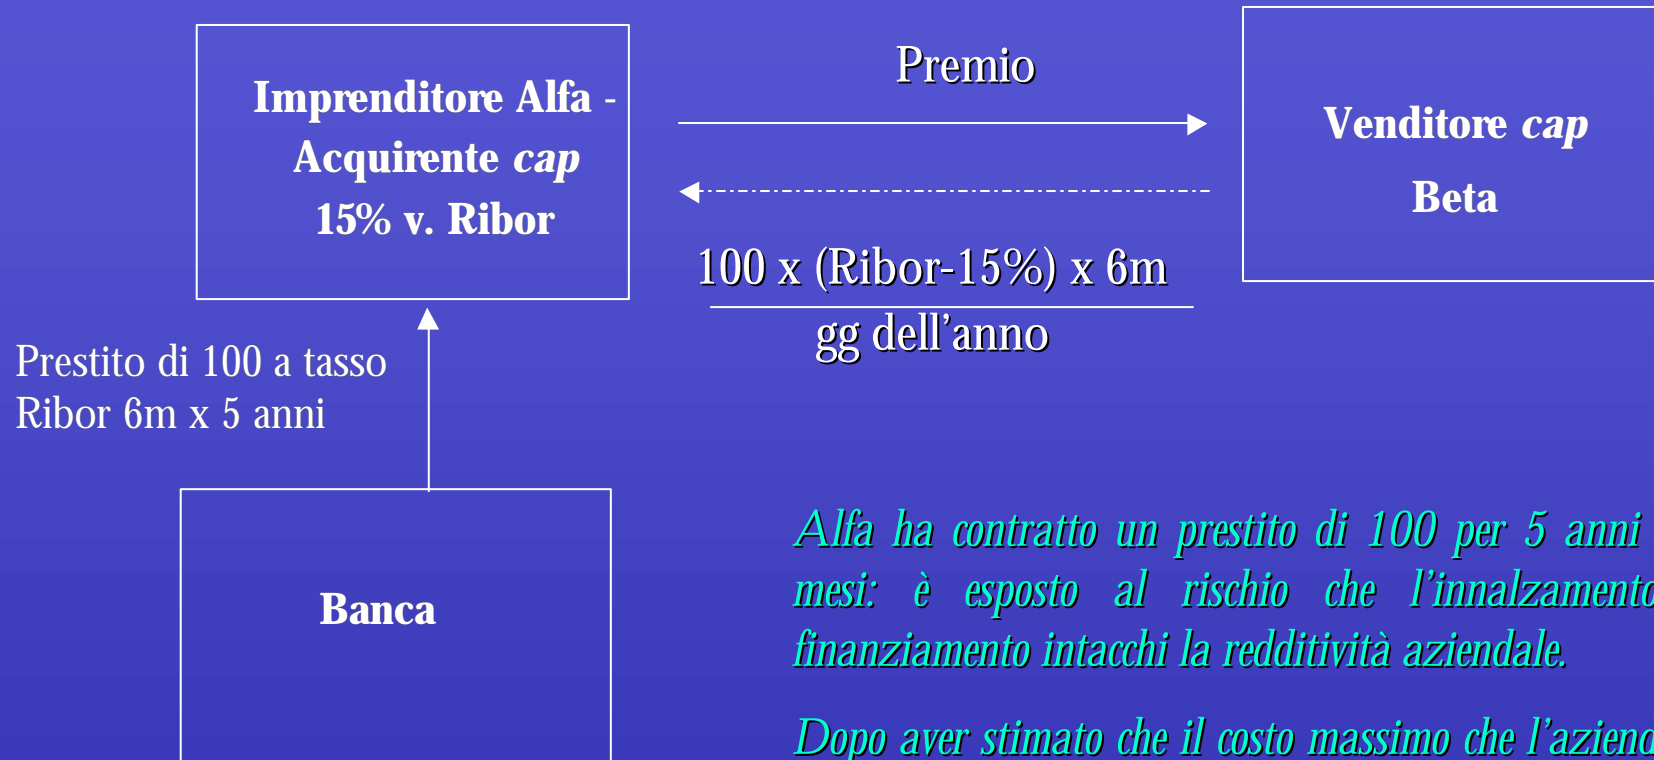 Imprenditore Alfa -
Acquirente cap
15% v. Ribor
Premio
Venditore cap
Beta
100 x (Ribor-15%) x 6m
gg dell’anno
Prestito di 100 a tasso
Ribor 6m x 5 anni
Banca
Alfa ha contratto un prestito di 100 per 5 anni
mesi: è esposto al rischio che l’innalzamento
finanziamento intacchi la redditività aziendale.
Dopo aver stimato che il costo massimo che l’aziend